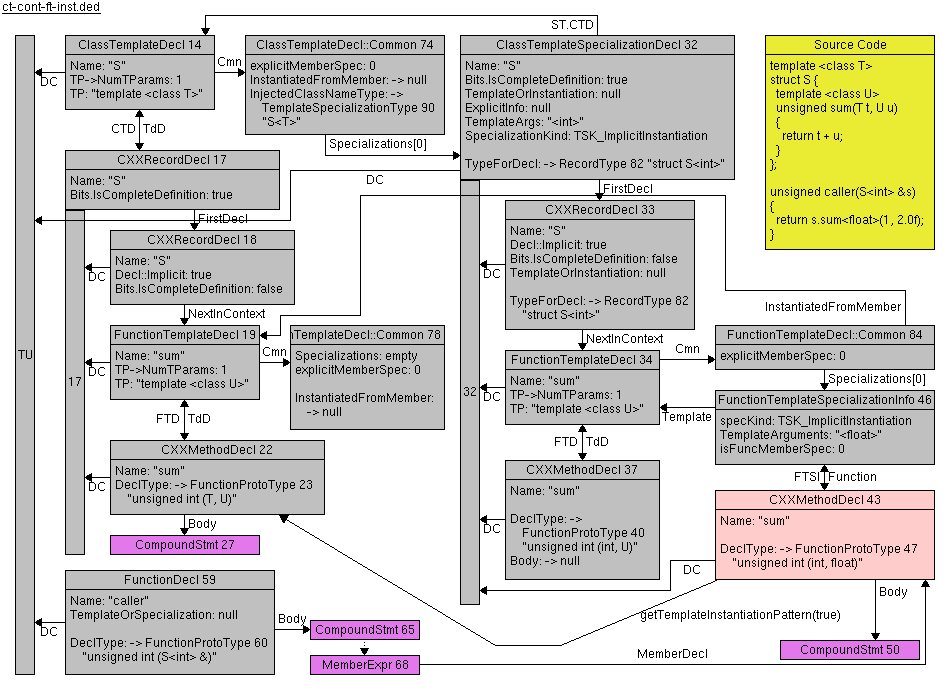 ct-cont-ft-inst.ded
ST.CTD
ClassTemplateDecl 14
Name: "S"
TP->NumTParams: 1
TP: "template <class T>"
DC
Cmn
ClassTemplateDecl::Common 74
explicitMemberSpec: 0
InstantiatedFromMember: -> null
InjectedClassNameType: ->
TemplateSpecializationType 90
"S<T>"
Specializations[0]
ClassTemplateSpecializationDecl 32
Name: "S"
Bits.IsCompleteDefinition: true
TemplateOrInstantiation: null
ExplicitInfo: null
TemplateArgs: "<int>"
SpecializationKind: TSK_ImplicitInstantiation
TypeForDecl: -> RecordType 82 "struct S<int>"
Source Code
template <class T>
struct S {
template <class U>
unsigned sum(T t, U u)
{
return t + u;
}
};
unsigned caller(S<int> &s)
{
return s.sum<float>(1, 2.0f);
}
CTD
TdD
CXXRecordDecl 17
Name: "S"
Bits.IsCompleteDefinition: true
DC
FirstDecl
CXXRecordDecl 18
Name: "S"
Decl::Implicit: true
Bits.IsCompleteDefinition: false
DC
NextInContext
FirstDecl
CXXRecordDecl 33
Name: "S"
Decl::Implicit: true
Bits.IsCompleteDefinition: false
TemplateOrInstantiation: null
TypeForDecl: -> RecordType 82
"struct S<int>"
DC
NextInContext
InstantiatedFromMember
TU
17
32
FunctionTemplateDecl 19
Name: "sum"
TP->NumTParams: 1
TP: "template <class U>"
DC
Cmn
nTemplateDecl::Common 78
Specializations: empty
explicitMemberSpec: 0
InstantiatedFromMember:
-> null
FunctionTemplateDecl 34
Name: "sum"
TP->NumTParams: 1
TP: "template <class U>"
DC
Cmn
FunctionTemplateDecl::Common 84
explicitMemberSpec: 0
Specializations[0]
FunctionTemplateSpecializationInfo 46
specKind: TSK_ImplicitInstantiation
TemplateArguments: "<float>"
isFuncMemberSpec: 0
Template
FTD
TdD
CXXMethodDecl 22
Name: "sum"
DeclType: -> FunctionProtoType 23
"unsigned int (T, U)"
DC
Body
CompoundStmt 27
FTD
TdD
CXXMethodDecl 37
Name: "sum"
DeclType: ->
FunctionProtoType 40
"unsigned int (int, U)"
Body: -> null
DC
FTSI
Function
CXXMethodDecl 43
Name: "sum"
DeclType: -> FunctionProtoType 47
"unsigned int (int, float)"
DC
Body
getTemplateInstantiationPattern(true)
CompoundStmt 50
FunctionDecl 59
Name: "caller"
TemplateOrSpecialization: null
DeclType: -> FunctionProtoType 60
"unsigned int (S<int> &)"
DC
Body
CompoundStmt 65
MemberExpr 68
MemberDecl